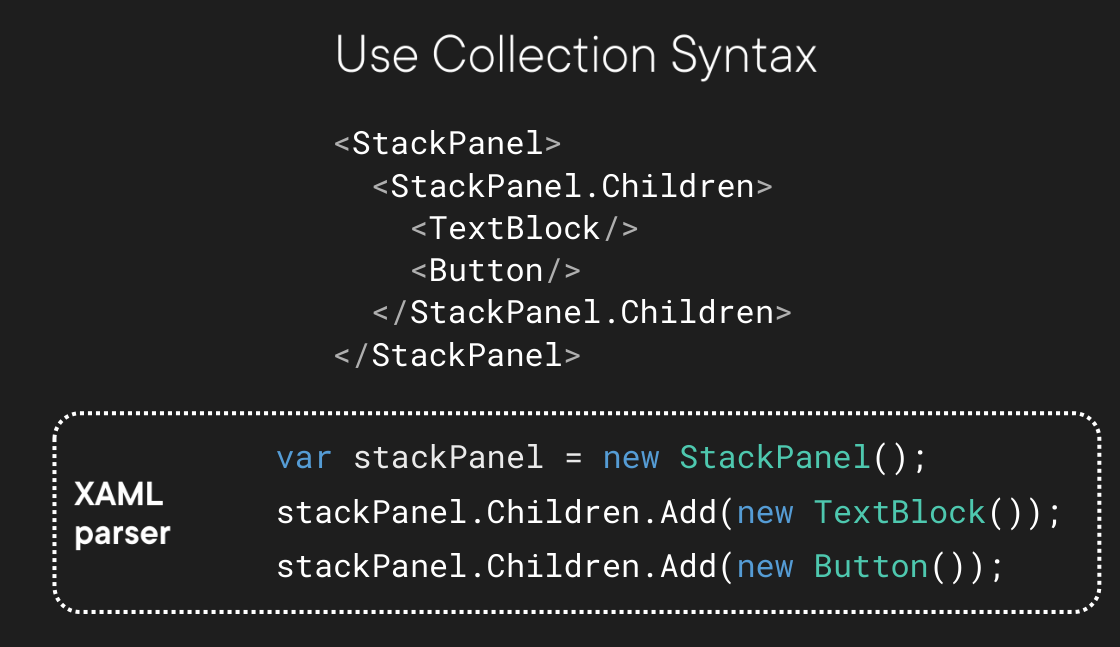 Use Collection Syntax
<StackPanel>
  <StackPanel.Children>
    <TextBlock/>
    <Button/>
  </StackPanel.Children>
</StackPanel>
XAML
parser
var stackPanel = new StackPanel();
stackPanel.Children.Add(new TextBlock());
stackPanel.Children.Add(new Button());